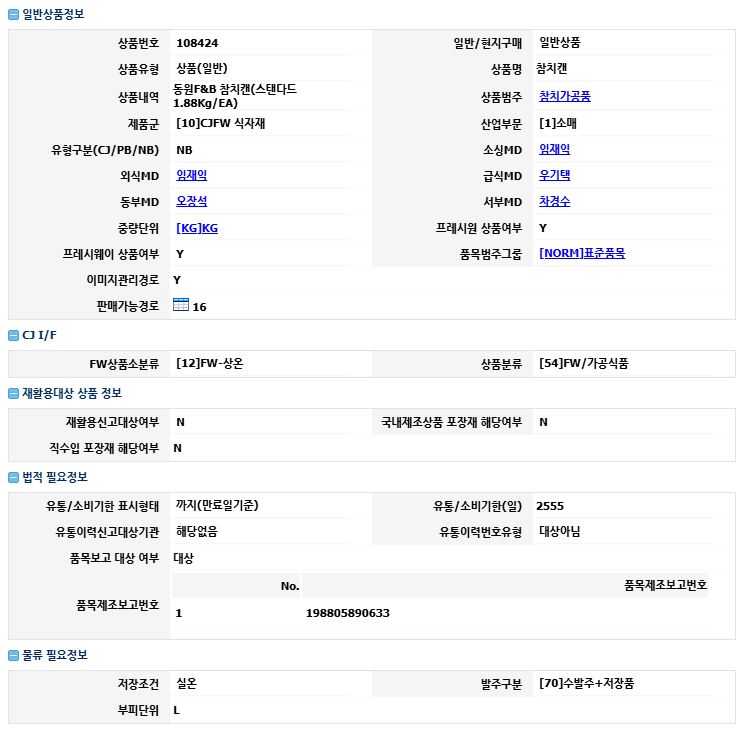 일반상품정보
상품번호 108424 일반/현지구매 일반상품
상품유형 상품(일반) 상품명 참치캔
상품내역 동원F&B 참치캔(스탠다드 1.88Kg/EA) 상품범주 참치가공품
제품군 [10]CJFW 식자재 산업부문 [1]소매
유형구분(CJ/PB/NB) NB 소싱MD 임재익
외식MD 임재익 급식MD 우기택
동부MD 오장석 서부MD 차경수
중량단위 [KG]KG 프레시원 상품여부 Y
프레시웨이 상품여부 Y 품목범주그룹 [NORM]표준품목
이미지관리경로 Y
판매가능경로 16
CJ I/F
FW상품소분류 [12]FW-상온 상품분류 [54]FW/가공식품
재활용대상 상품 정보
재활용신고대상여부 N 국내제조상품 포장재 해당여부 N
직수입 포장재 해당여부 N
법적 필요정보
유통/소비기한 표시형태 까지(만료일기준) 유통/소비기한(일) 2555
유통이력신고대상기관 해당없음 유통이력번호유형 대상아님
품목보고 대상 여부 대상
No. 품목제조보고번호
품목제조보고번호 1 198805890633
물류 필요정보
저장조건 실온 발주구분 [70]수발주+저장품
부피단위 L